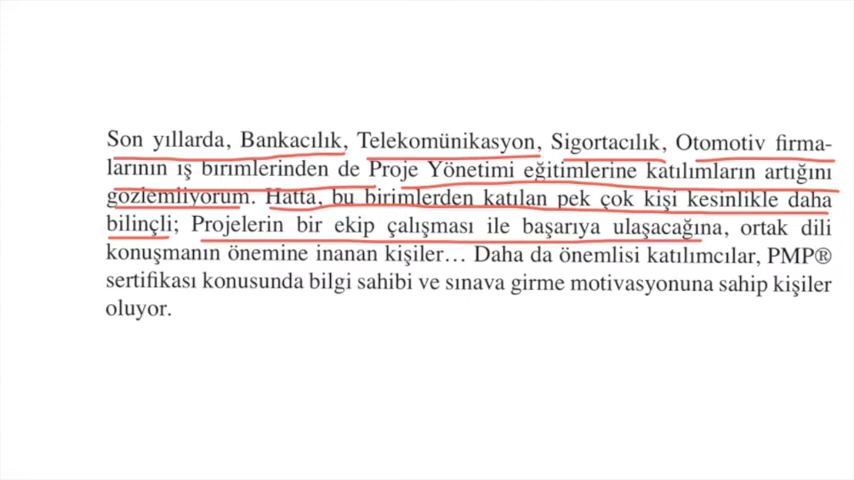 Son yıllarda, Bankacılık, Telekomünikasyon, Sigortacılık, Otomotiv firma-
larının iş birimlerinden de Proje Yönetimi eğitimlerine katılımların artığını
gözlemliyorum. Hatta, bu birimlerden katılan pek çok kişi kesinlikle daha
bilinçli; Projelerin bir ekip çalışması ile başarıya ulaşacağına, ortak dili
konuşmanın önemine inanan kişiler… Daha da önemlisi katılımcılar, PMP®
sertifikası konusunda bilgi sahibi ve sınava girme motivasyonuna sahip kişiler
oluyor.